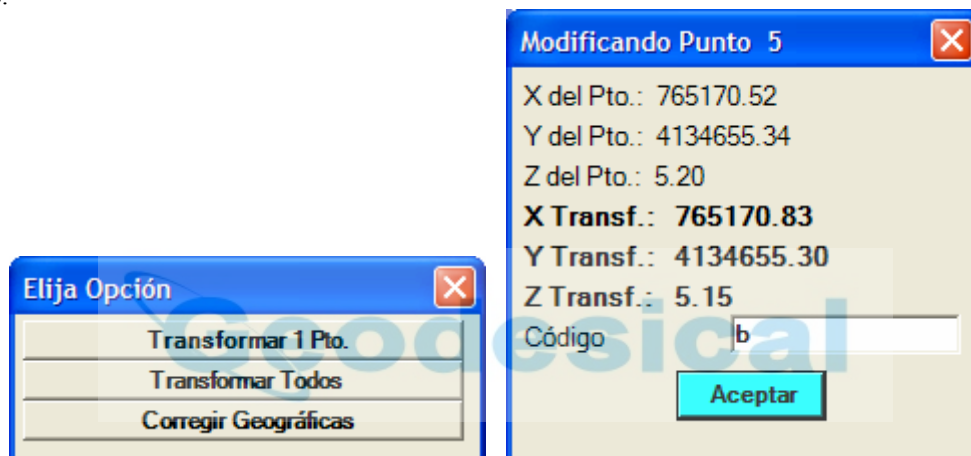 Modificando Punto 5
X del Pto.: 765170.52
Y del Pto.: 4134655.34
Z del Pto.: 5.20
X Transf.: 765170.83
Y Transf.: 4134655.30
Z Transf.: 5.15
Código b
Aceptar
Elija Opción
Transformar 1 Pto.
Transformar Todos
Corregir Geográficas
Geodesical